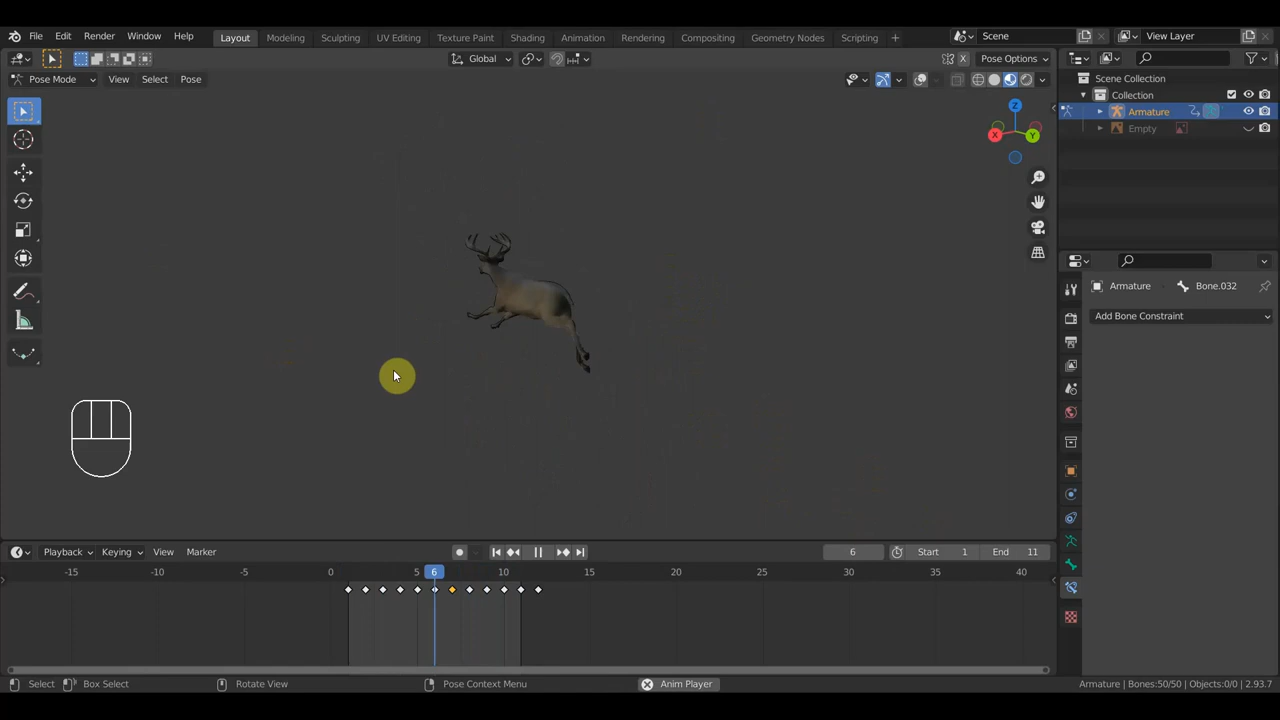 File Edit Render Window Help Layout Modeling Sculpting UV Editing Texture Paint Shading Animation Rendering Compositing Geometry Nodes Scripting + Scene View Layer
Global X Pose Options
Pose Mode View Select Pose
Scene Collection
Collection
Armature
Empty
Z
X Y
Armature Bone.032
Add Bone Constraint
Playback Keying View Marker 6 Start 1 End 11
-15 -10 -5 0 5 6 10 15 20 25 30 35 40
Select Box Select Rotate View Pose Context Menu Anim Player Armature | Bones:50/50 | Objects:0/0 | 2.93.7